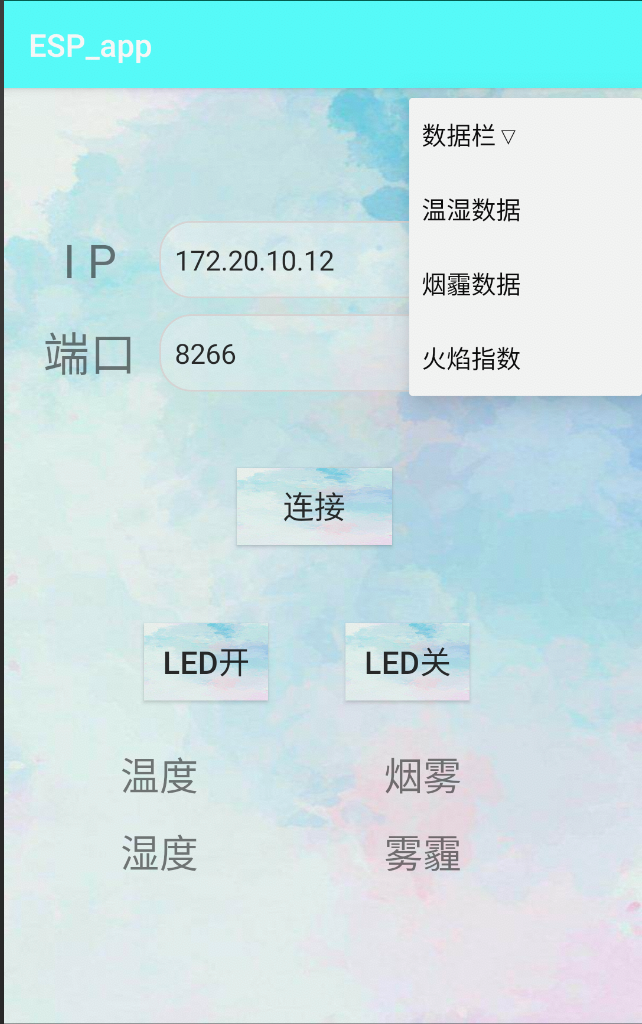 ESP_app
数据栏 ▽
温湿数据
烟霾数据
火焰指数
I P
172.20.10.12
端口
8266
连接
LED开
LED关
温度
烟雾
湿度
雾霾